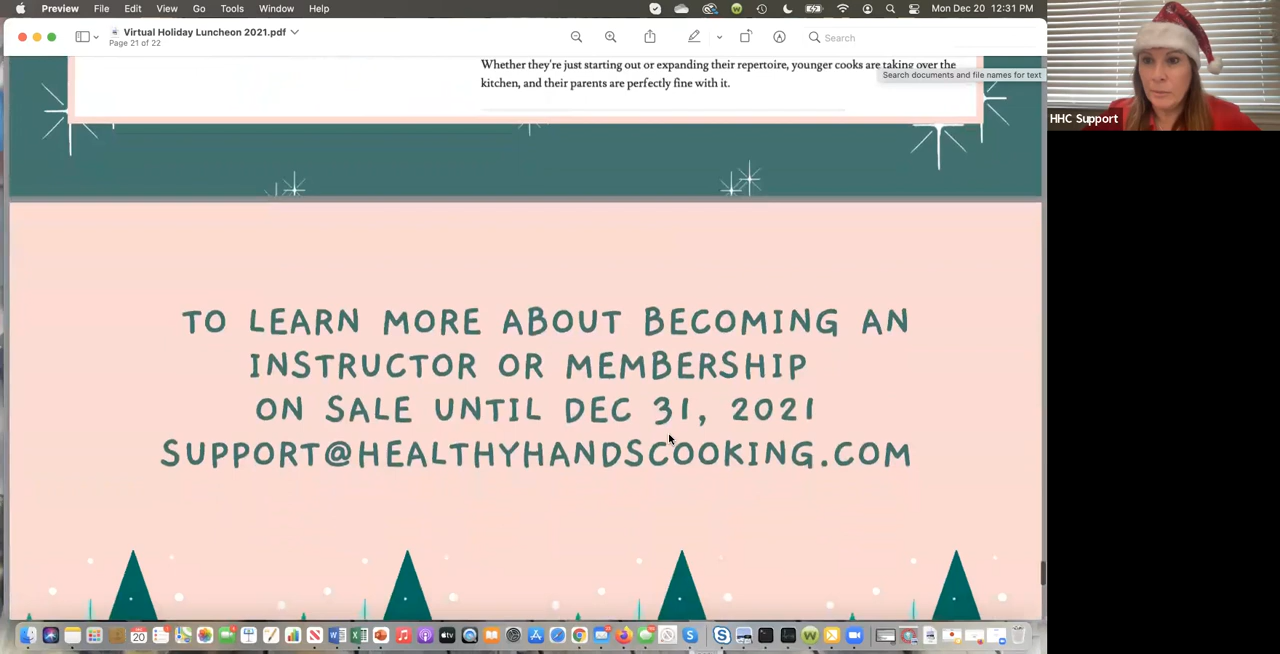 Preview File Edit View Go Tools Window Help Mon Dec 20 12:31 PM
Virtual Holiday Luncheon 2021.pdf
Page 21 of 22
Search
Search documents and file names for text
Whether they're just starting out or expanding their repertoire, younger cooks are taking over the
kitchen, and their parents are perfectly fine with it.
HHC Support
TO LEARN MORE ABOUT BECOMING AN
INSTRUCTOR OR MEMBERSHIP
ON SALE UNTIL DEC 31, 2021
SUPPORT@HEALTHYHANDSCOOKING.COM